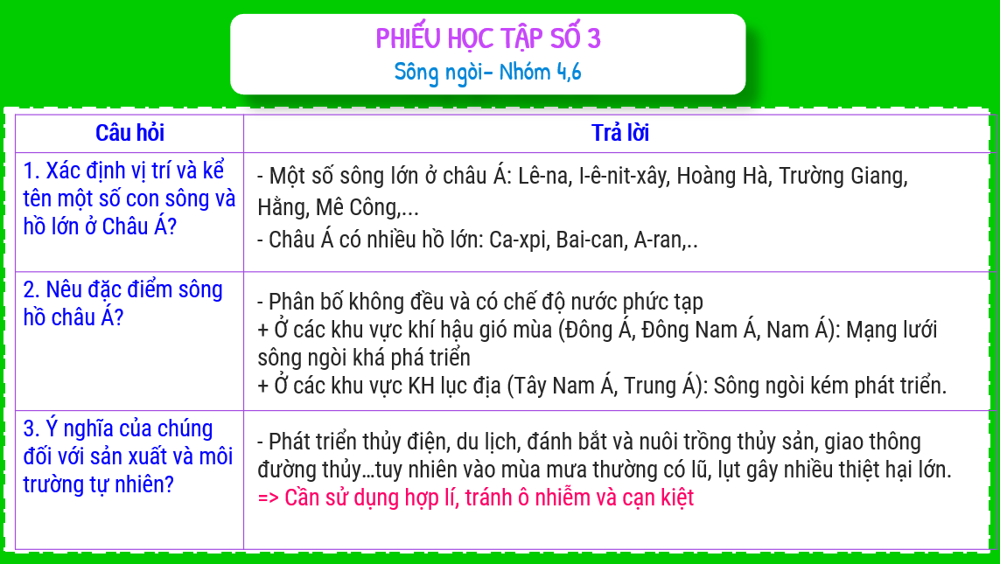 PHIẾU HỌC TẬP SỐ 3
Sông ngòi- Nhóm 4,6
Câu hỏi
Trả lời
1. Xác định vị trí và kể
tên một số con sông và
hồ lớn ở Châu Á?
- Một số sông lớn ở châu Á: Lê-na, I-ê-nit-xây, Hoàng Hà, Trường Giang,
Hằng, Mê Công,...
- Châu Á có nhiều hồ lớn: Ca-xpi, Bai-can, A-ran,..
2. Nêu đặc điểm sông
hồ châu Á?
- Phân bố không đều và có chế độ nước phức tạp
+ Ở các khu vực khí hậu gió mùa (Đông Á, Đông Nam Á, Nam Á): Mạng lưới
sông ngòi khá phá triển
+ Ở các khu vực KH lục địa (Tây Nam Á, Trung Á): Sông ngòi kém phát triển.
3. Ý nghĩa của chúng
đối với sản xuất và môi
trường tự nhiên?
- Phát triển thủy điện, du lịch, đánh bắt và nuôi trồng thủy sản, giao thông
đường thủy…tuy nhiên vào mùa mưa thường có lũ, lụt gây nhiều thiệt hại lớn.
=> Cần sử dụng hợp lí, tránh ô nhiễm và cạn kiệt